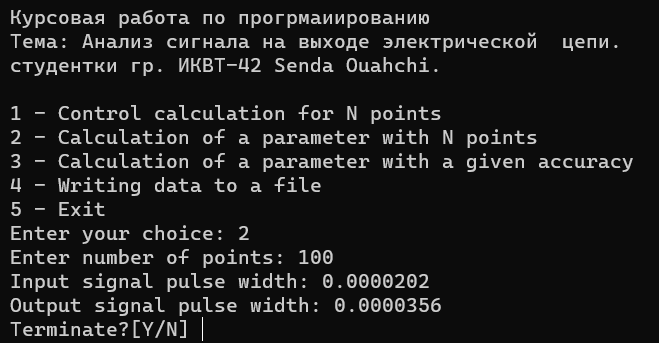 Курсовая работа по прогрмаиированию
Тема: Анализ сигнала на выходе электрической  цепи.
студентки гр. ИКВТ-42 Senda Ouahchi.

1 - Control calculation for N points
2 - Calculation of a parameter with N points
3 - Calculation of a parameter with a given accuracy
4 - Writing data to a file
5 - Exit
Enter your choice: 2
Enter number of points: 100
Input signal pulse width: 0.0000202
Output signal pulse width: 0.0000356
Terminate?[Y/N]